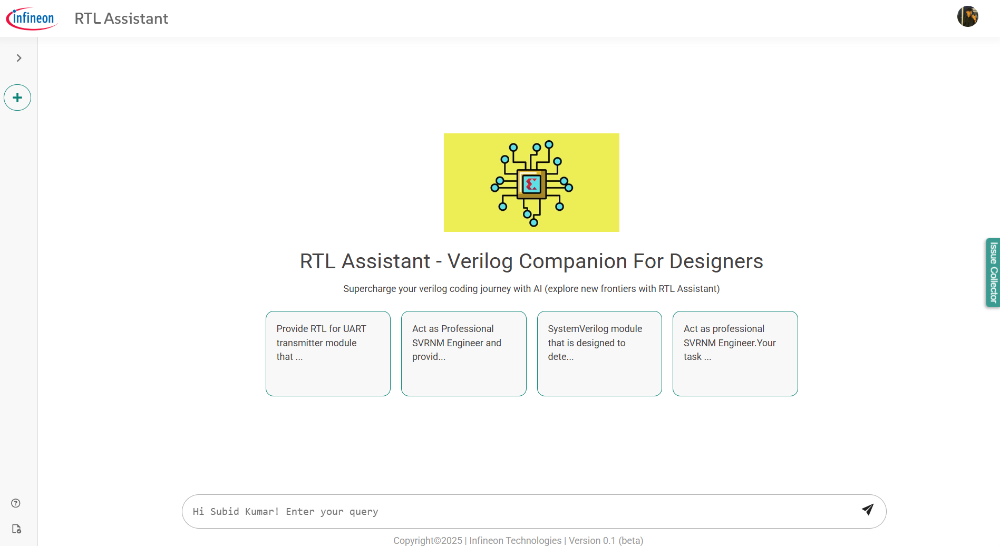 infineon
RTL Assistant
RTL Assistant - Verilog Companion For Designers
Supercharge your verilog coding journey with AI (explore new frontiers with RTL Assistant)
Provide RTL for UART
transmitter module
that ...
Act as Professional
SVRNM Engineer and
provid...
SystemVerilog module
that is designed to
dete...
Act as professional
SVRNM Engineer.Your
task ...
Issue Collector
Hi Subid Kumar! Enter your query
Copyright©2025 | Infineon Technologies | Version 0.1 (beta)